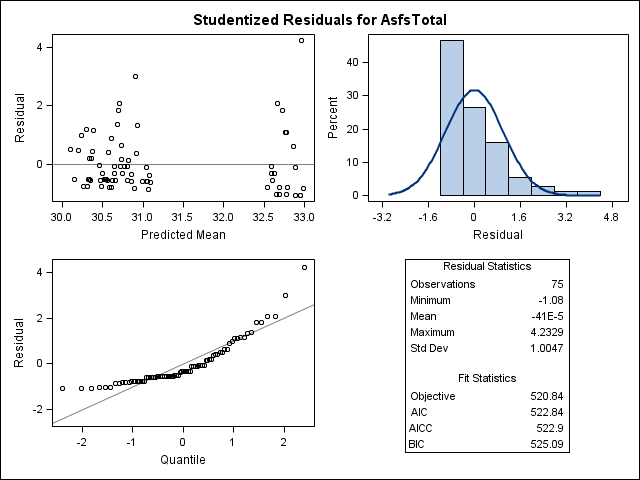 Studentized Residuals for AsfsTotal
4
2
0
Residual
30.0 30.5 31.0 31.5 32.0 32.5 33.0
Predicted Mean
40
30
20
10
0
Percent
-3.2 -1.6 0 1.6 3.2 4.8
Residual
4
2
0
-2
Residual
-2 -1 0 1 2
Quantile
Residual Statistics
Observations 75
Minimum -1.08
Mean -41E-5
Maximum 4.2329
Std Dev 1.0047
Fit Statistics
Objective 520.84
AIC 522.84
AICC 522.9
BIC 525.09